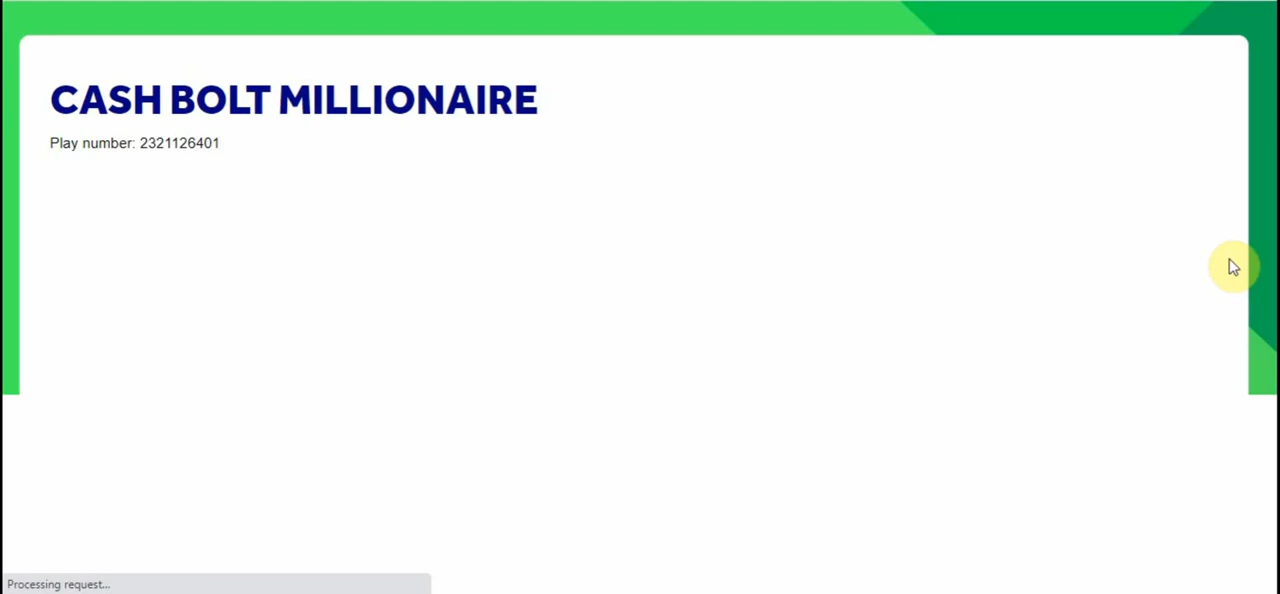 CASH BOLT MILLIONAIRE
Play number: 2321126401
Processing request...